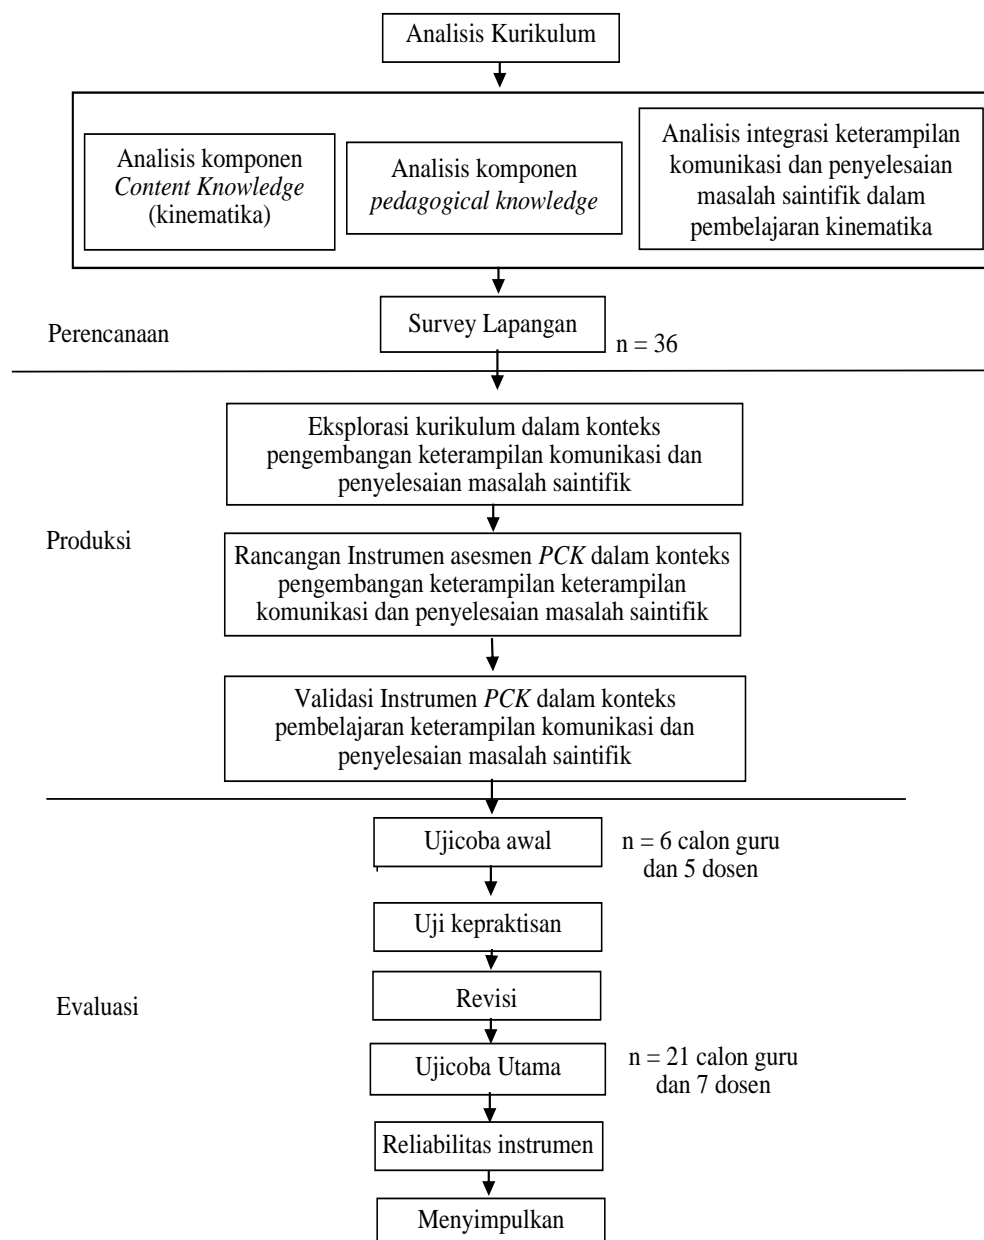 Analisis Kurikulum
Analisis komponen
Content Knowledge
(kinematika)
Analisis komponen
pedagogical knowledge
Analisis integrasi keterampilan
komunikasi dan penyelesaian
masalah saintifik dalam
pembelajaran kinematika
Perencanaan
Survey Lapangan
n = 36
Eksplorasi kurikulum dalam konteks
pengembangan keterampilan komunikasi dan
penyelesaian masalah saintifik
Produksi
Rancangan Instrumen asesmen PCK dalam konteks
pengembangan keterampilan keterampilan
komunikasi dan penyelesaian masalah saintifik
Validasi Instrumen PCK dalam konteks
pembelajaran keterampilan komunikasi dan
penyelesaian masalah saintifik
Ujicoba awal
n = 6 calon guru
dan 5 dosen
Uji kepraktisan
Evaluasi
Revisi
Ujicoba Utama
n = 21 calon guru
dan 7 dosen
Reliabilitas instrumen
Menyimpulkan